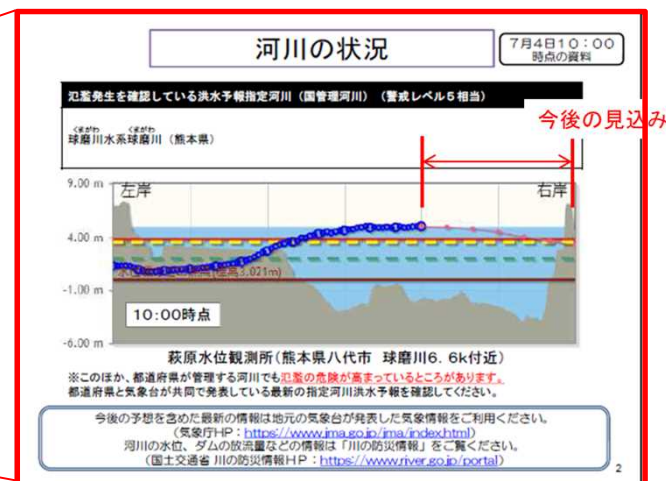 河川の状況
7月4日10:00
時点の資料
氾濫発生を確認している洪水予報指定河川（国管理河川）（警戒レベル5相当）
今後の見込み
くまがわ くまがわ
球磨川水系球磨川（熊本県）
9.00 m
左岸
右岸
4.00 m
3.021m)
-1.00 m
10:00時点
-6.00 m
萩原水位観測所（熊本県八代市 球磨川6.6k付近）
※このほか、都道府県が管理する河川でも氾濫の危険が高まっているところがあります。
都道府県と気象台が共同で発表している最新の指定河川洪水予報を確認してください。
今後の予想を含めた最新の情報は地元の気象台が発表した気象情報をご利用ください。
（気象庁HP：https://www.jma.go.jp/jma/index.html）
河川の水位、ダムの放流量などの情報は「川の防災情報」をご覧ください。
（国土交通省 川の防災情報HP：https://www.river.go.jp/portal）
2